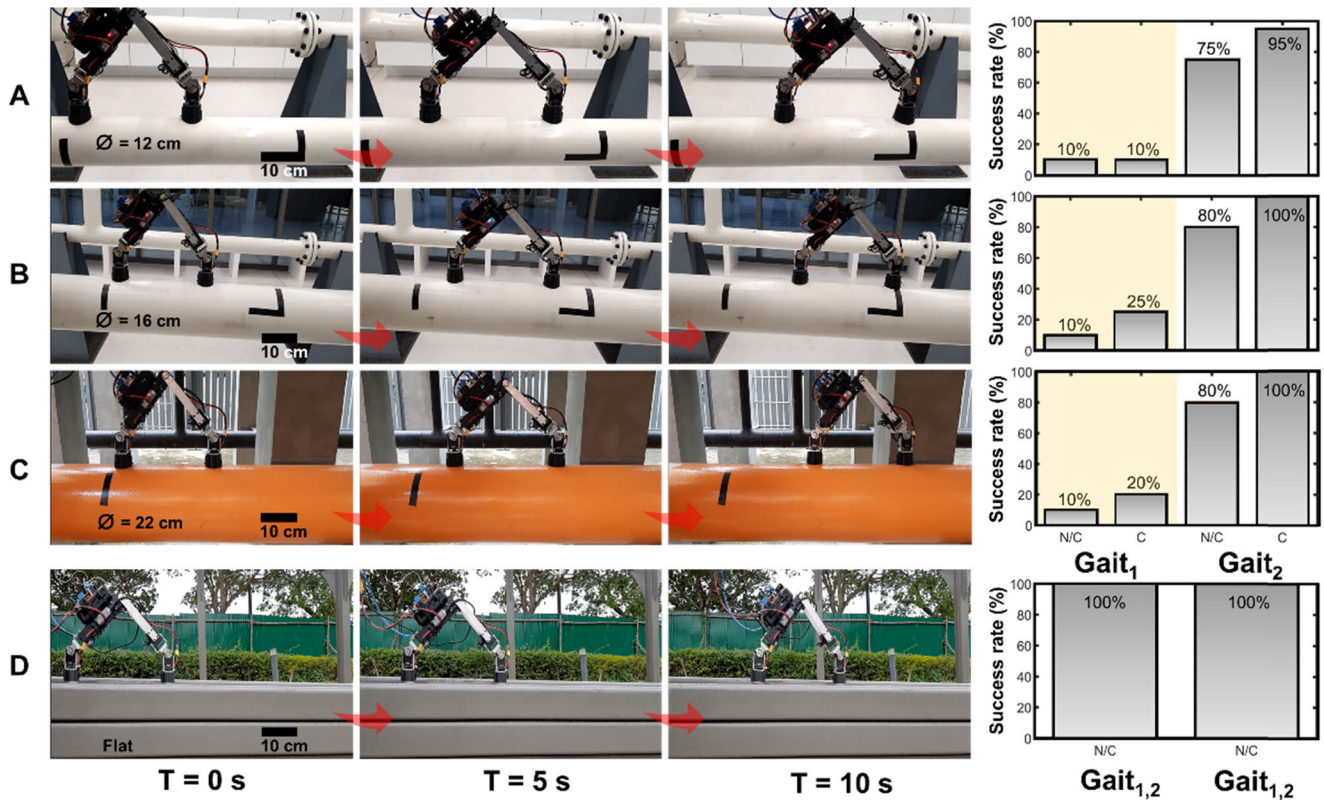 A
Ø = 12 cm
10 cm
Success rate (%)
100
80
60
40
20
0
10%
10%
75%
95%
B
Ø = 16 cm
10 cm
Success rate (%)
100
80
60
40
20
0
10%
25%
80%
100%
C
Ø = 22 cm
10 cm
Success rate (%)
100
80
60
40
20
0
10%
20%
80%
100%
N/C C N/C C
Gait1 Gait2
D
Flat
10 cm
Success rate (%)
100
80
60
40
20
0
100%
100%
N/C N/C
Gait1,2 Gait1,2
T = 0 s T = 5 s T = 10 s